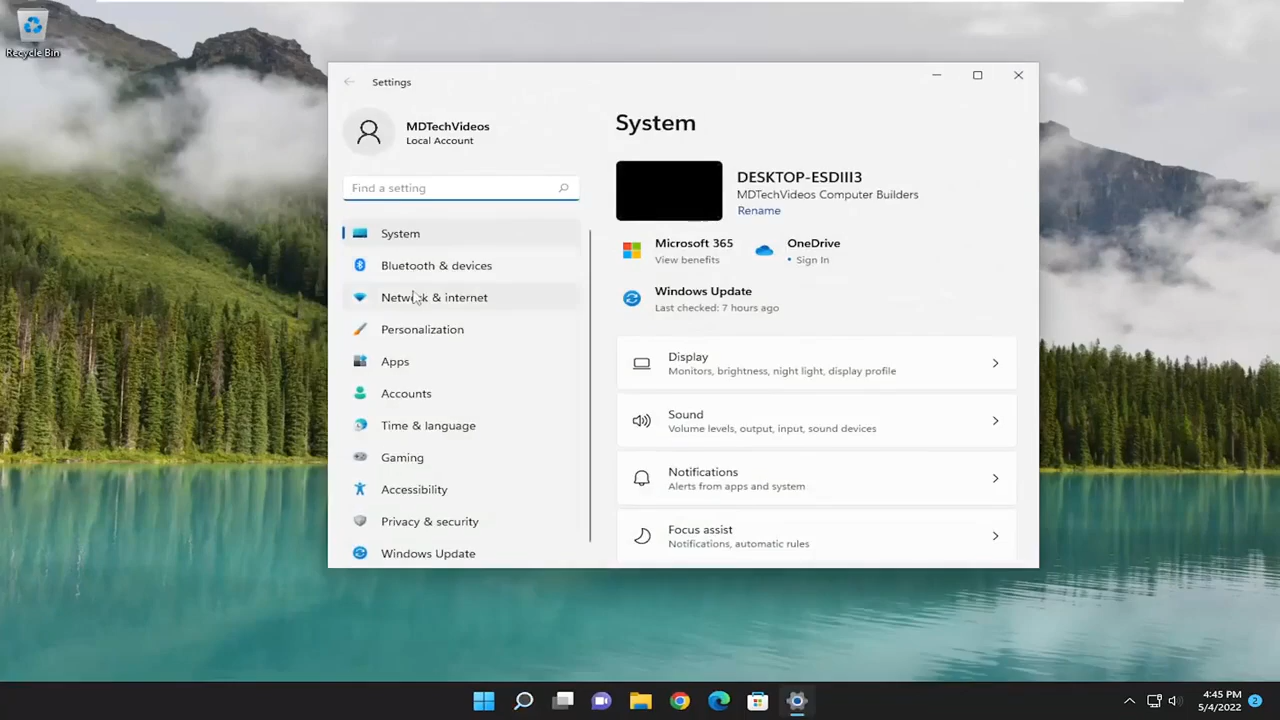 Recycle Bin
Settings
MDTechVideos
Local Account
Find a setting
System
Bluetooth & devices
Network & internet
Personalization
Apps
Accounts
Time & language
Gaming
Accessibility
Privacy & security
Windows Update
System
DESKTOP-ESDIII3
MDTechVideos Computer Builders
Rename
Microsoft 365
View benefits
OneDrive
• Sign In
Windows Update
Last checked: 7 hours ago
Display
Monitors, brightness, night light, display profile
Sound
Volume levels, output, input, sound devices
Notifications
Alerts from apps and system
Focus assist
Notifications, automatic rules
4:45 PM
5/4/2022
2